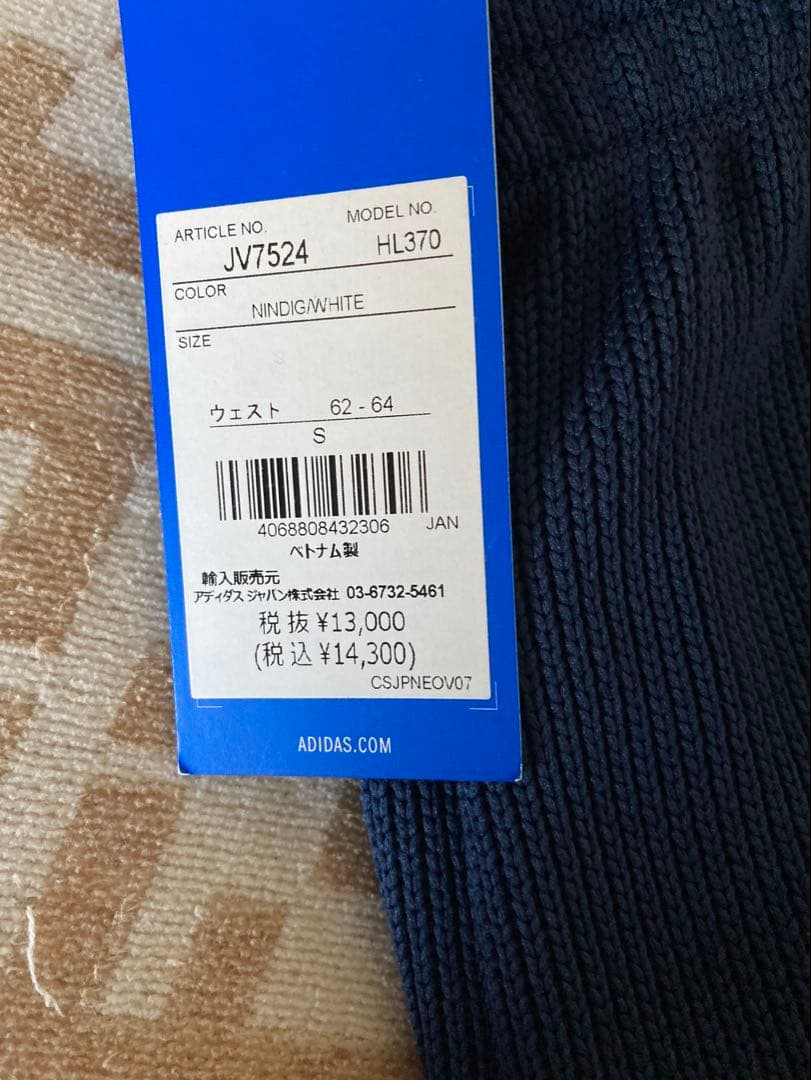 ARTICLE NO. MODEL NO.
JV7524 HL370
COLOR
NINDIG/WHITE
SIZE
ウェスト 62 - 64
S
4068808432306 JAN
ベトナム製
輸入販売元
アディダス ジャパン株式会社 03-6732-5461
税抜 ¥13,000
(税込 ¥14,300)
CSJPNEOV07
ADIDAS.COM